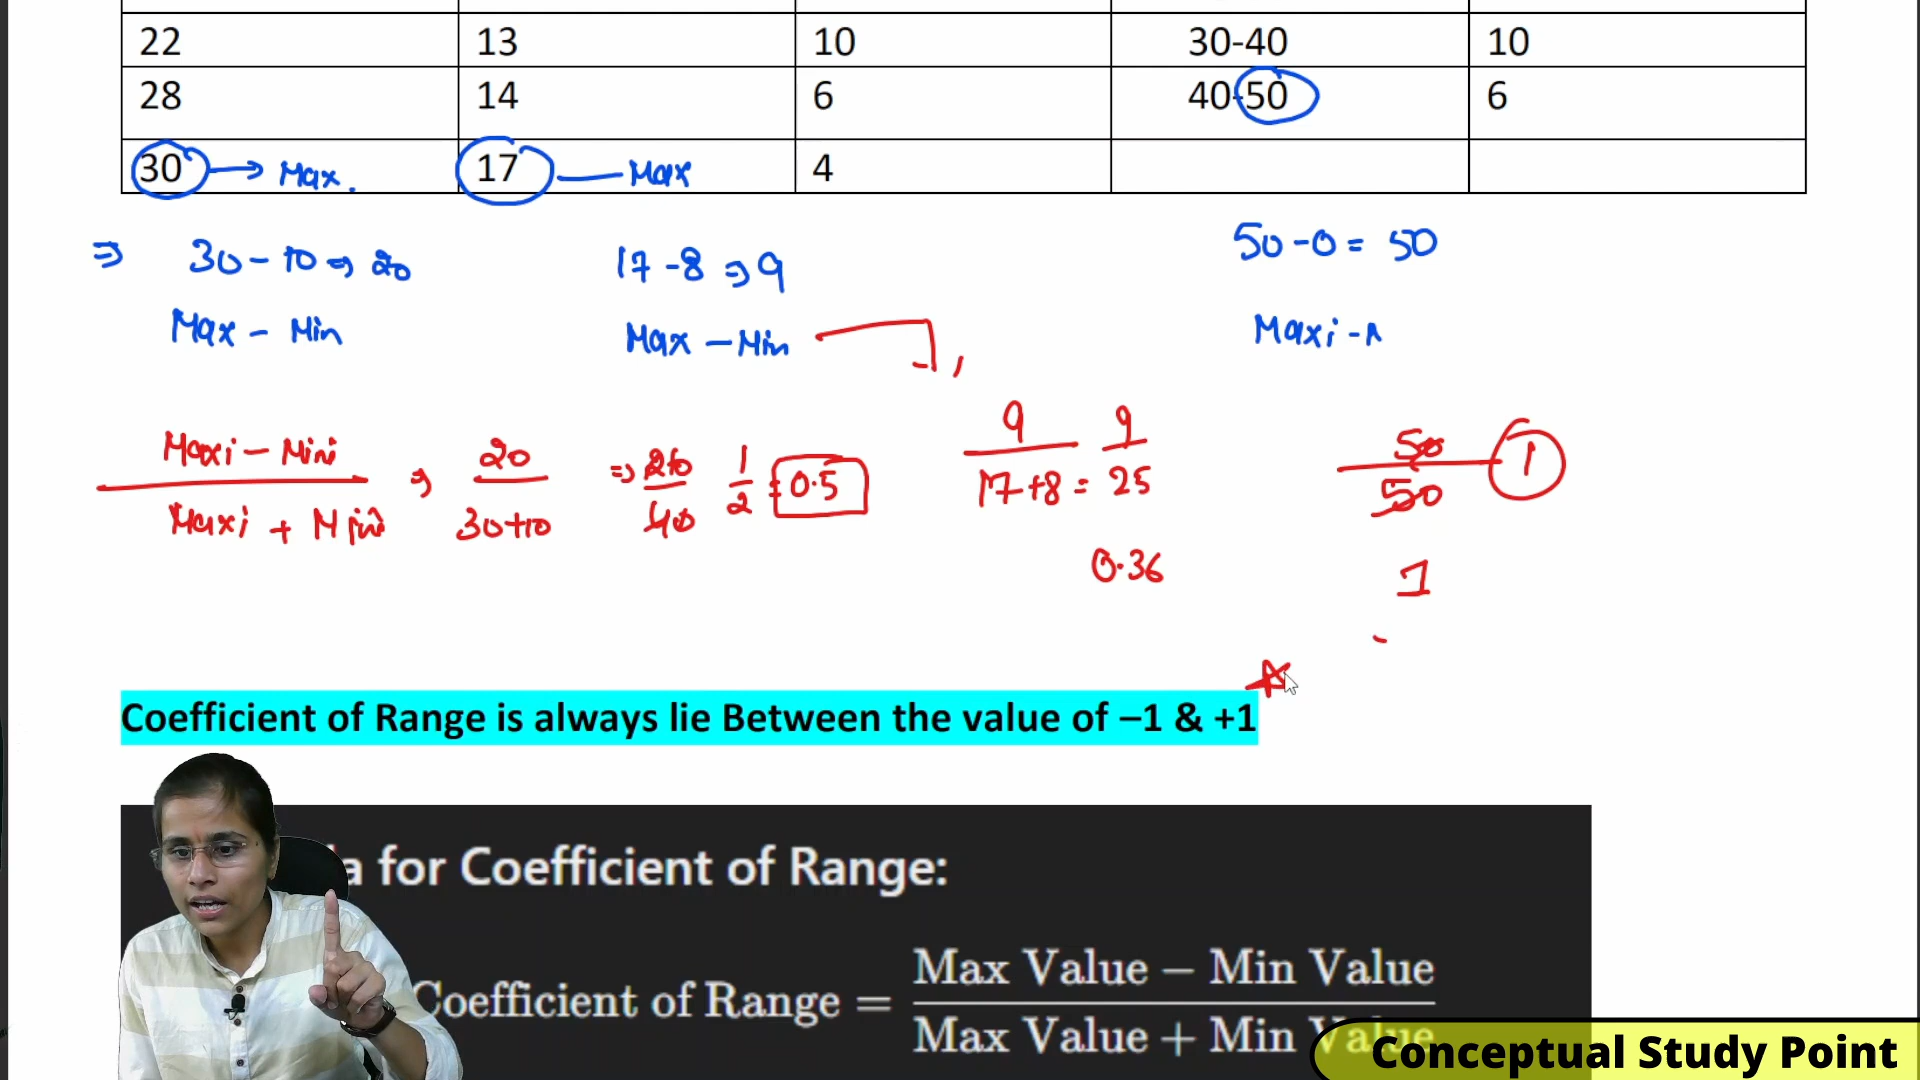 22 13 10 30-40 10
28 14 6 40-50 6
30 → Max. 17 — Max 4
⇒ 30 - 10 ⇒ 20 17 - 8 ⇒ 9 50 - 0 = 50
Max - Min Max - Min Maxi -
Maxi - Mini / Maxi + Mini ⇒ 20 / 30+10 ⇒ 20 / 40 1 / 2 = 0.5 9 / 17+8 = 9 / 25 50 / 50 1
0.36 1
Coefficient of Range is always lie Between the value of –1 & +1
a for Coefficient of Range:
Coefficient of Range = Max Value − Min Value / Max Value + Min Value
Conceptual Study Point